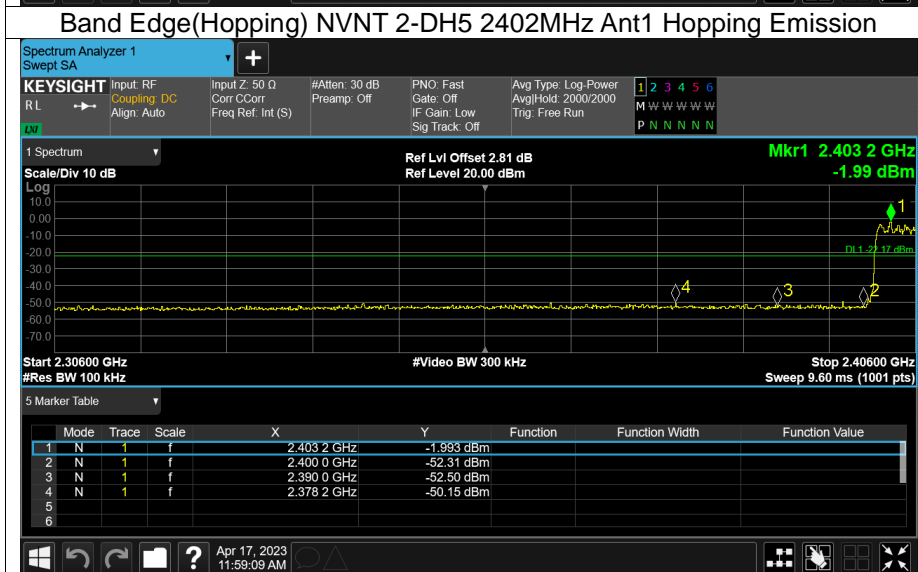 Band Edge(Hopping) NVNT 2-DH5 2402MHz Ant1 Hopping Emission
Spectrum Analyzer 1
Swept SA
+
KEYSIGHT Input: RF Input Z: 50 Ω #Atten: 30 dB PNO: Fast Avg Type: Log-Power 1 2 3 4 5 6
R L Coupling: DC Corr CCorr Preamp: Off Gate: Off Avg|Hold: 2000/2000 M W W W W W
Align: Auto Freq Ref: Int (S) IF Gain: Low Trig: Free Run
LXI Sig Track: Off P N N N N N
1 Spectrum Ref Lvl Offset 2.81 dB Mkr1 2.403 2 GHz
Scale/Div 10 dB Ref Level 20.00 dBm -1.99 dBm
Log
10.0
1
0.00
-10.0
-20.0 DL1 -22.17 dBm
-30.0
-40.0
4 3 2
-50.0
-60.0
-70.0
Start 2.30600 GHz #Video BW 300 kHz Stop 2.40600 GHz
#Res BW 100 kHz Sweep 9.60 ms (1001 pts)
5 Marker Table
Mode Trace Scale X Y Function Function Width Function Value
1 N 1 f 2.403 2 GHz -1.993 dBm
2 N 1 f 2.400 0 GHz -52.31 dBm
3 N 1 f 2.390 0 GHz -52.50 dBm
4 N 1 f 2.378 2 GHz -50.15 dBm
5
6
? Apr 17, 2023
11:59:09 AM